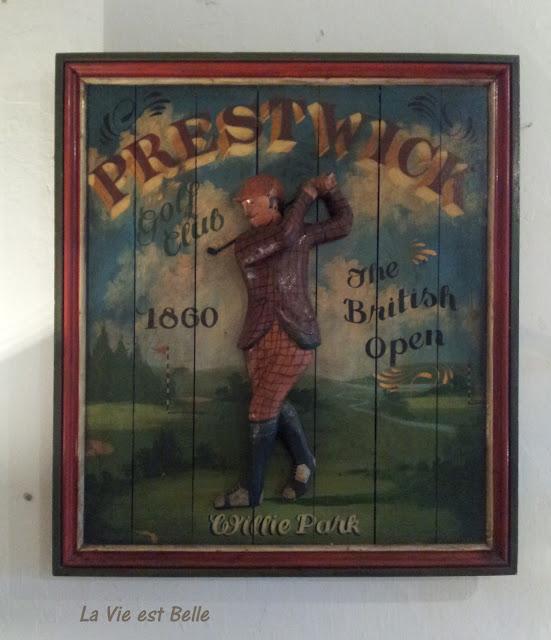 PRESTWICK
Golf
Club
1860
The
British
Open
Willie Park
La Vie est Belle